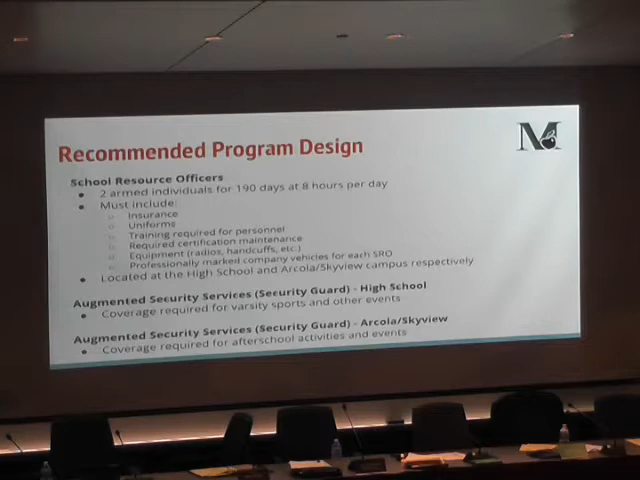 Recommended Program Design
M
School Resource Officers
• 2 armed individuals for 190 days at 8 hours per day
• Must include:
○ Insurance
○ Uniforms
○ Training required for personnel
○ Required certification maintenance
○ Equipment (radios, handcuffs, etc.)
○ Professionally marked company vehicles for each SRO
• Located at the High School and Arcola/Skyview campus respectively
Augmented Security Services (Security Guard) - High School
• Coverage required for varsity sports and other events
Augmented Security Services (Security Guard) - Arcola/Skyview
• Coverage required for afterschool activities and events